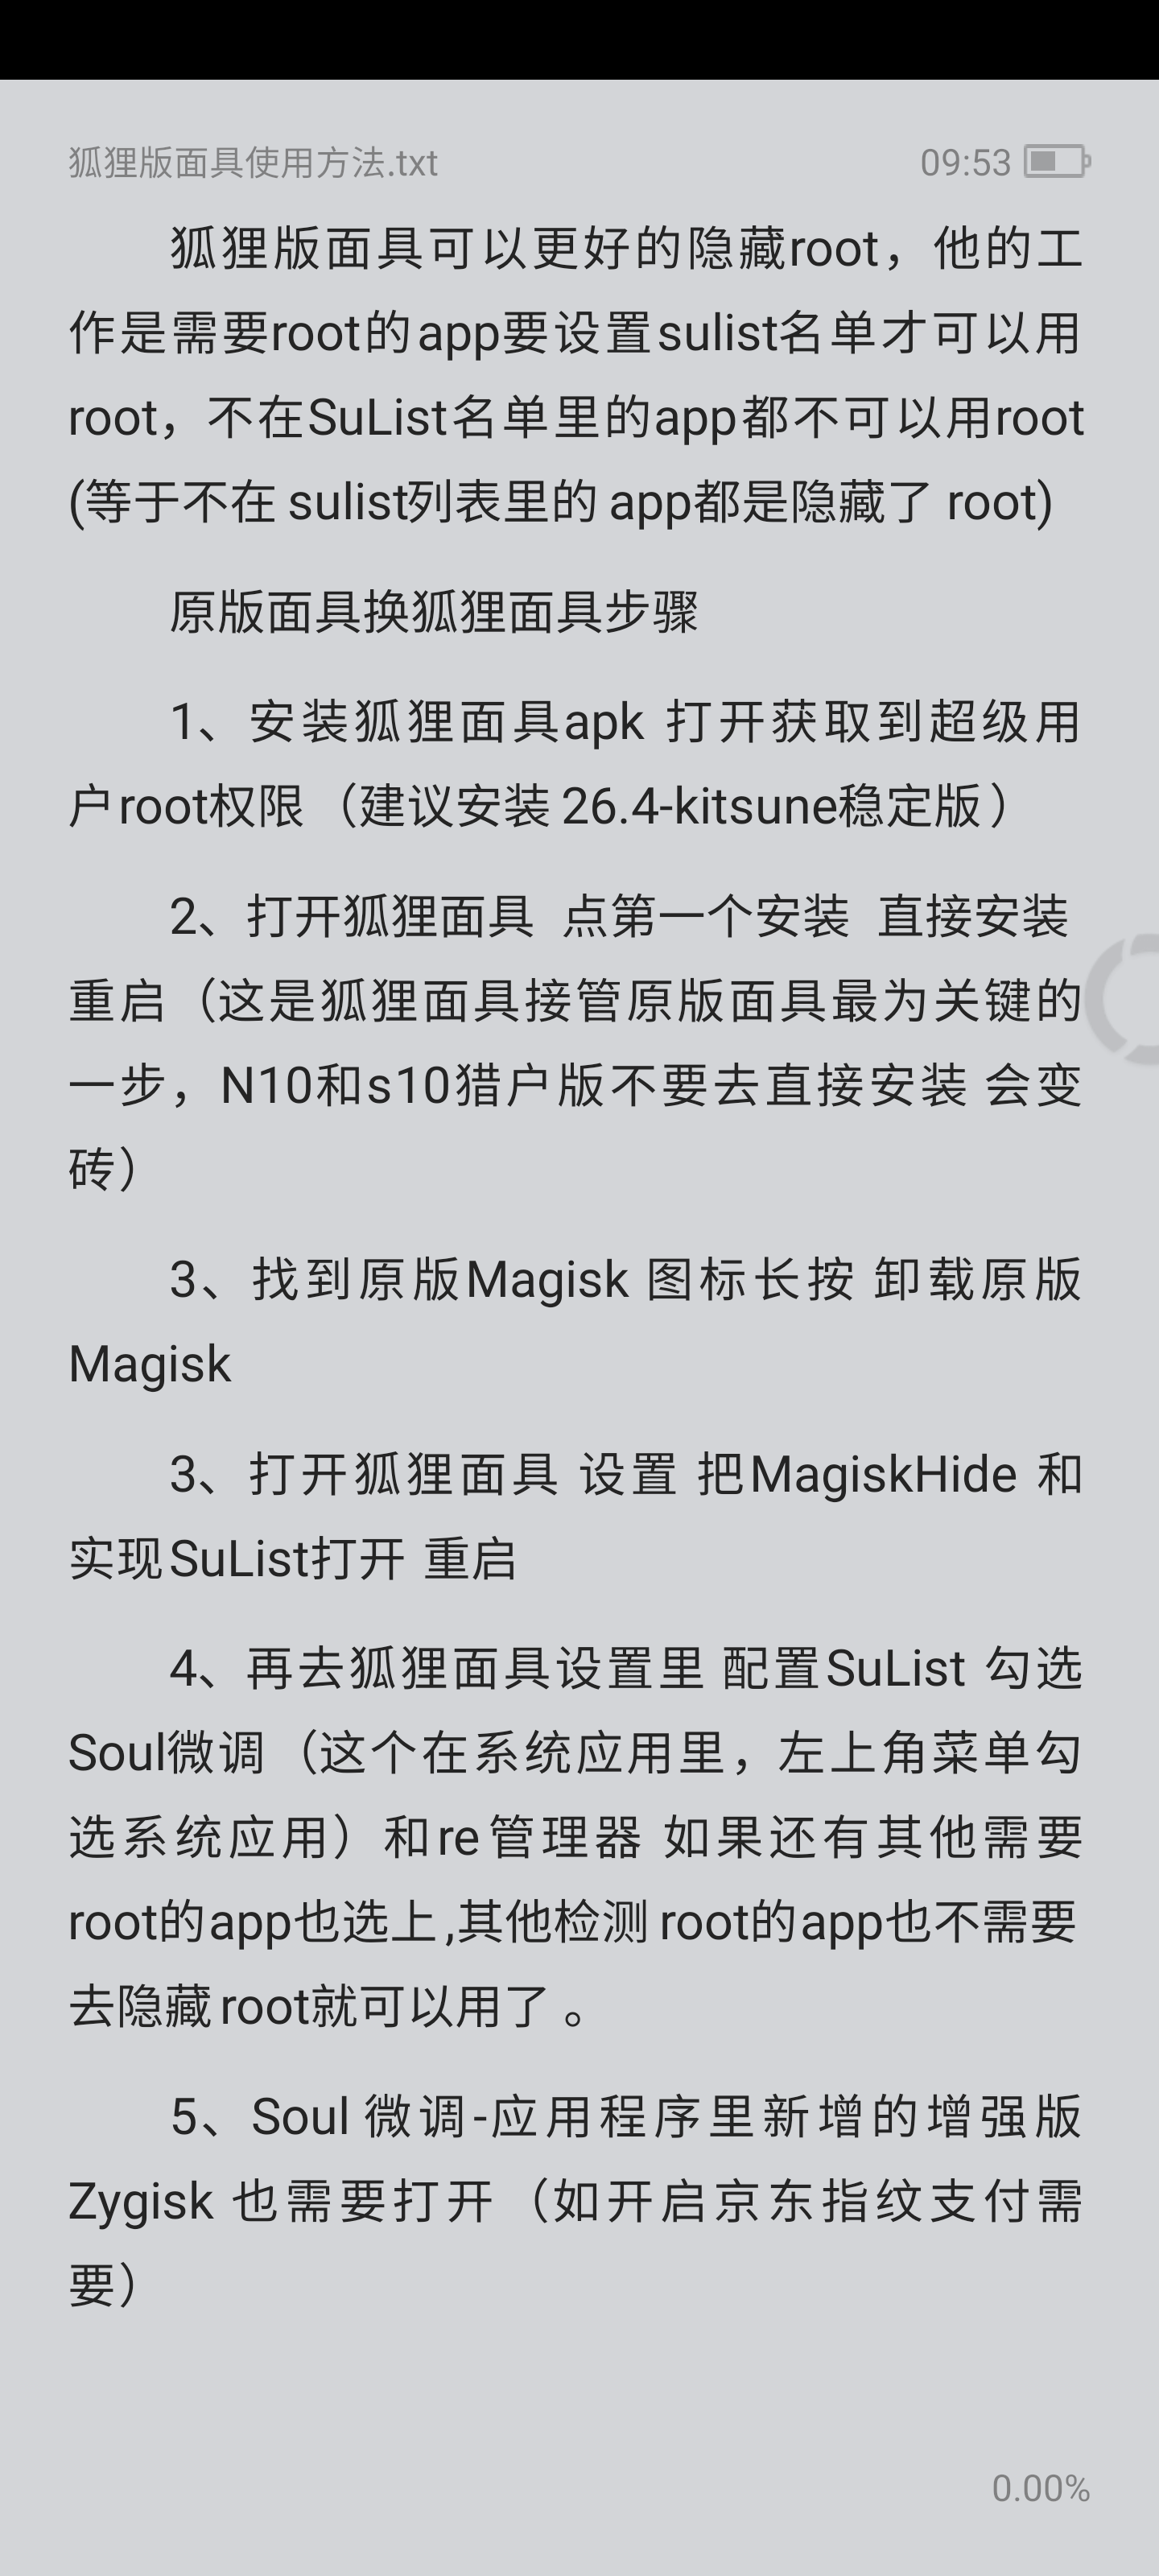 狐狸版面具使用方法.txt 09:53
狐狸版面具可以更好的隐藏root，他的工
作是需要root的app要设置sulist名单才可以用
root，不在SuList名单里的app都不可以用root
(等于不在 sulist列表里的 app都是隐藏了 root)
原版面具换狐狸面具步骤
1、安装狐狸面具apk 打开获取到超级用
户root权限（建议安装 26.4-kitsune稳定版）
2、打开狐狸面具 点第一个安装 直接安装
重启（这是狐狸面具接管原版面具最为关键的
一步，N10和s10猎户版不要去直接安装 会变
砖）
3、找到原版Magisk 图标长按 卸载原版
Magisk
3、打开狐狸面具 设置 把MagiskHide 和
实现SuList打开 重启
4、再去狐狸面具设置里 配置SuList 勾选
Soul微调（这个在系统应用里，左上角菜单勾
选系统应用）和re管理器 如果还有其他需要
root的app也选上,其他检测 root的app也不需要
去隐藏root就可以用了 。
5、Soul 微调-应用程序里新增的增强版
Zygisk 也需要打开（如开启京东指纹支付需
要）
0.00%